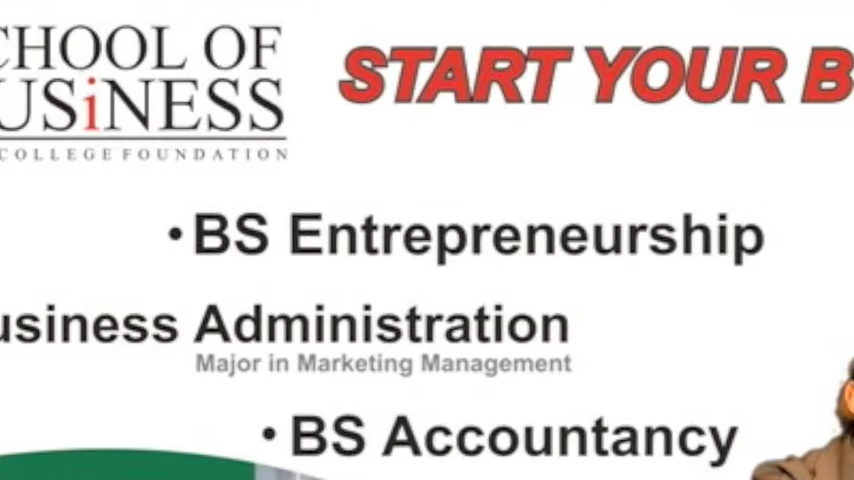 CHOOL OF
USiNESS
COLLEGE FOUNDATION
START YOUR B
• BS Entrepreneurship
usiness Administration
Major in Marketing Management
• BS Accountancy